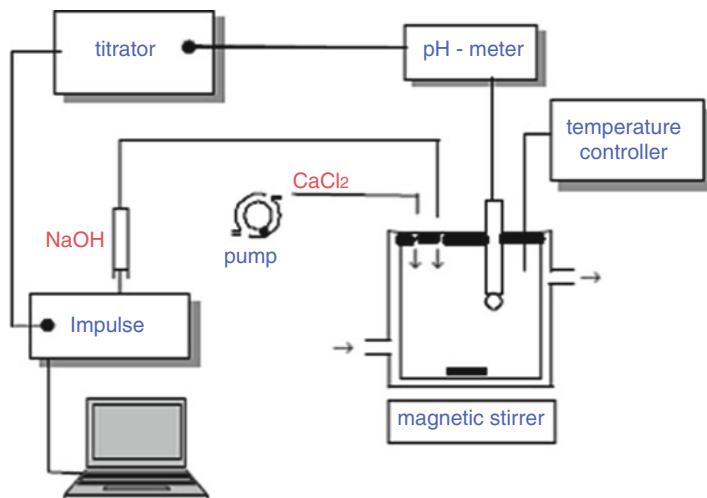 titrator
pH - meter
temperature
controller
CaCl₂
NaOH
pump
Impulse
magnetic stirrer